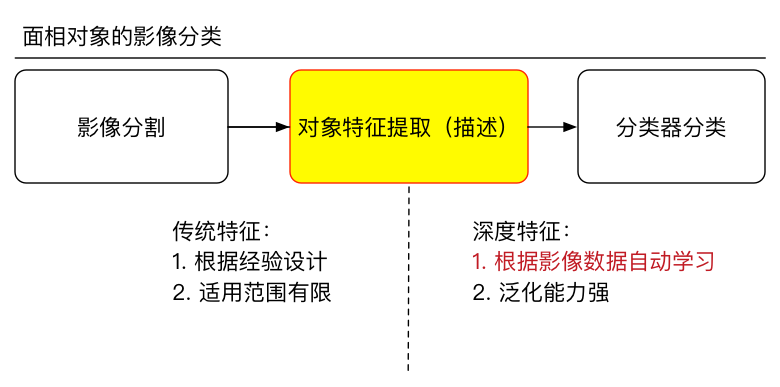 面相对象的影像分类
影像分割
对象特征提取（描述）
分类器分类
传统特征：
1. 根据经验设计
2. 适用范围有限
深度特征：
1. 根据影像数据自动学习
2. 泛化能力强